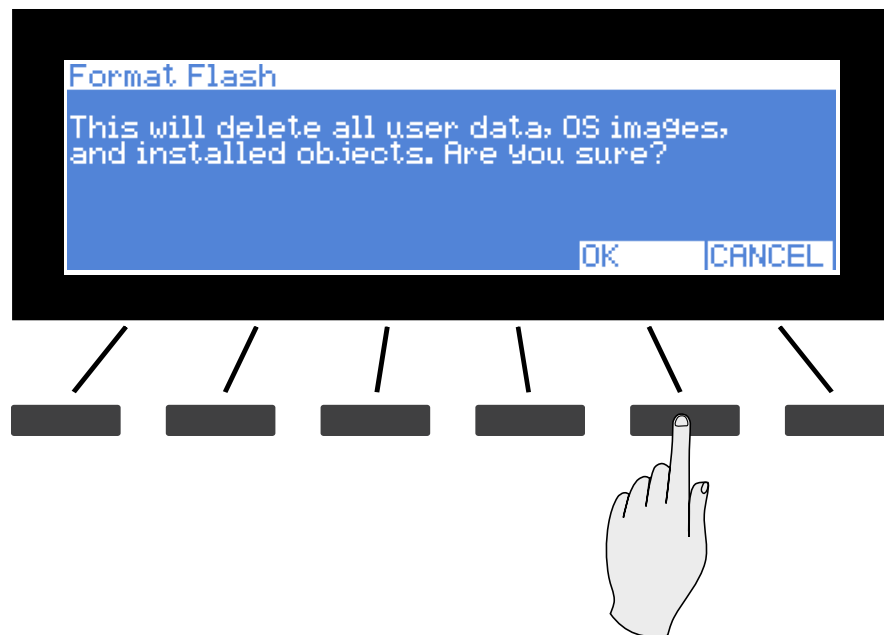 Format Flash
This will delete all user data, OS images,
and installed objects. Are you sure?
OK CANCEL